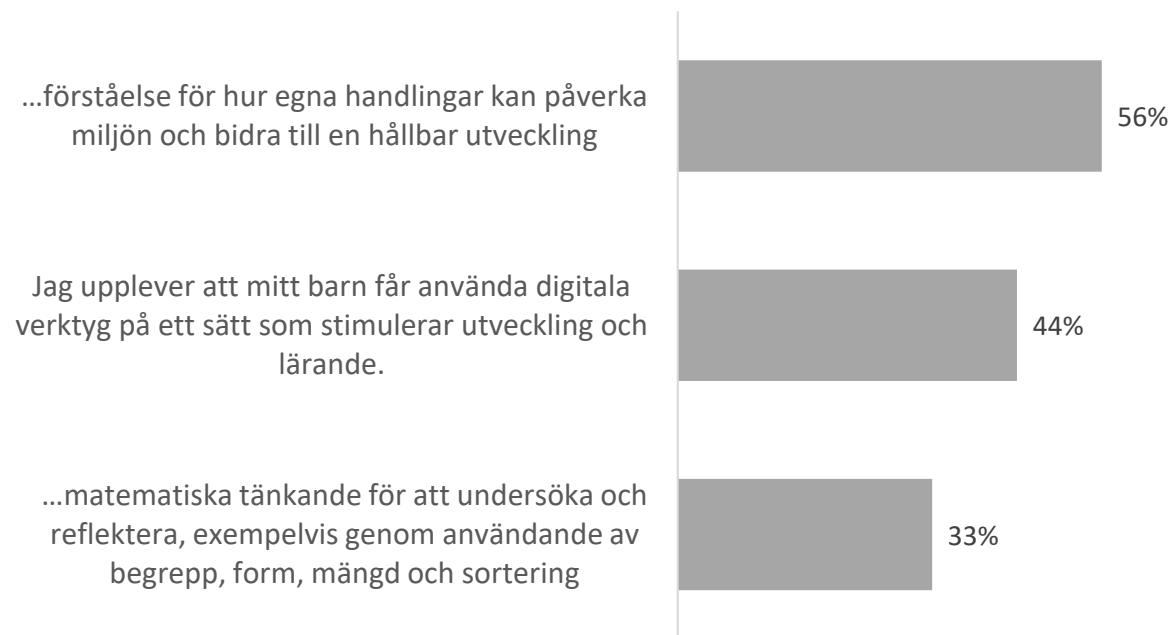 …förståelse för hur egna handlingar kan påverka
miljön och bidra till en hållbar utveckling
56%
Jag upplever att mitt barn får använda digitala
verktyg på ett sätt som stimulerar utveckling och
lärande.
44%
…matematiska tänkande för att undersöka och
reflektera, exempelvis genom användande av
begrepp, form, mängd och sortering
33%